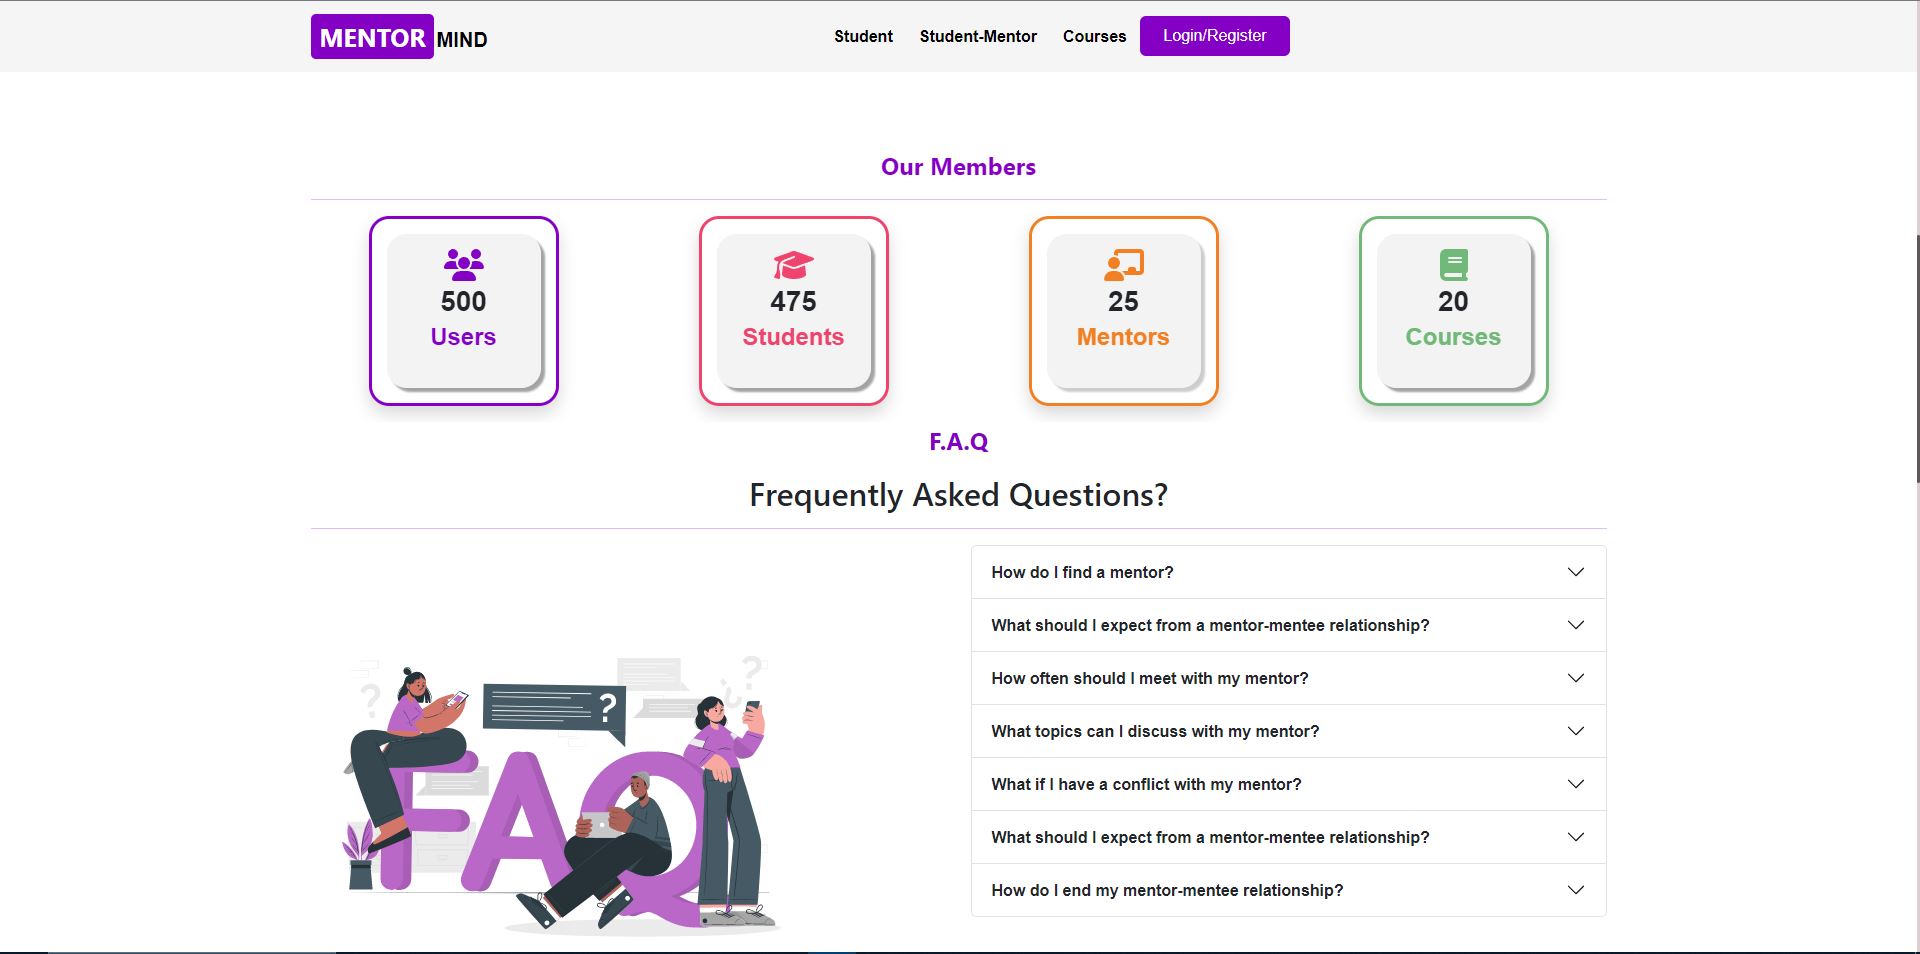 MENTOR MIND
Student Student-Mentor Courses Login/Register
Our Members
500
Users
475
Students
25
Mentors
20
Courses
F.A.Q
Frequently Asked Questions?
How do I find a mentor?
What should I expect from a mentor-mentee relationship?
How often should I meet with my mentor?
What topics can I discuss with my mentor?
What if I have a conflict with my mentor?
What should I expect from a mentor-mentee relationship?
How do I end my mentor-mentee relationship?
?
?
?
?
FAQ